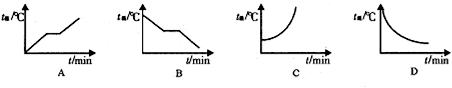 t温/℃ t温/℃ t温/℃ t温/℃
t/min t/min t/min t/min
A B C D